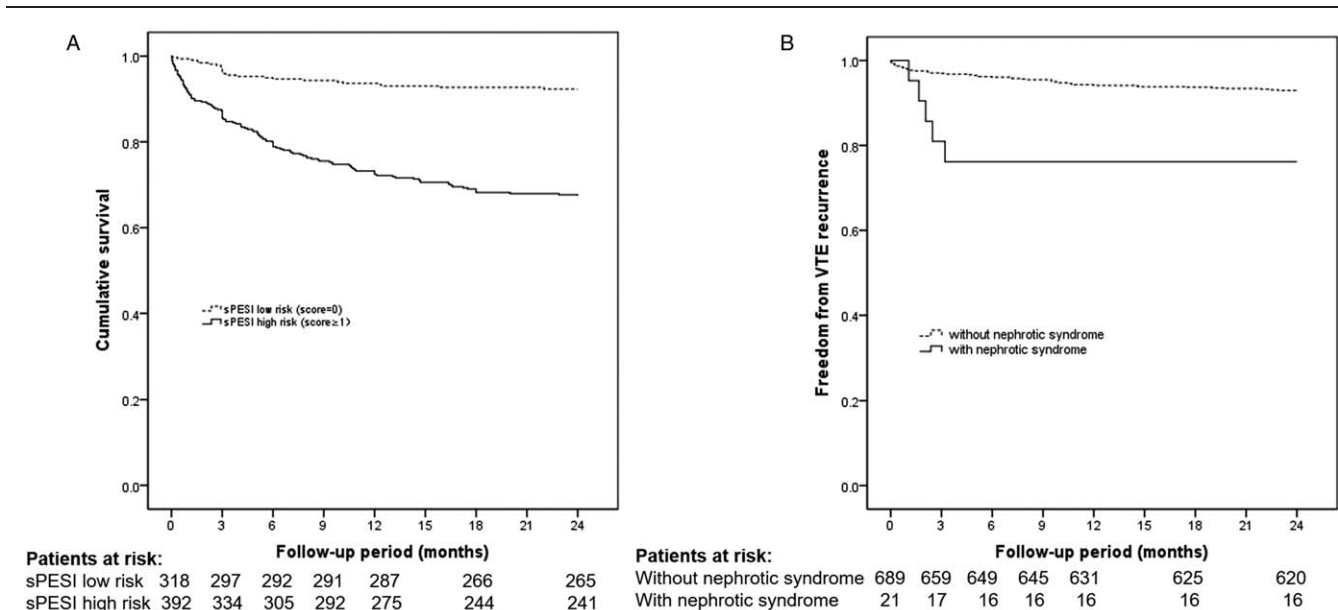 A
1.0
0.8
0.6
0.4
0.2
0.0
Cumulative survival
sPESI low risk (score=0)
sPESI high risk (score≥1)
0 3 6 9 12 15 18 21 24
Follow-up period (months)
Patients at risk:
sPESI low risk 318 297 292 291 287 266 265
sPESI high risk 392 334 305 292 275 244 241
B
1.0
0.8
0.6
0.4
0.2
0.0
Freedom from VTE recurrence
without nephrotic syndrome
with nephrotic syndrome
0 3 6 9 12 15 18 21 24
Follow-up period (months)
Patients at risk:
Without nephrotic syndrome 689 659 649 645 631 625 620
With nephrotic syndrome 21 17 16 16 16 16 16